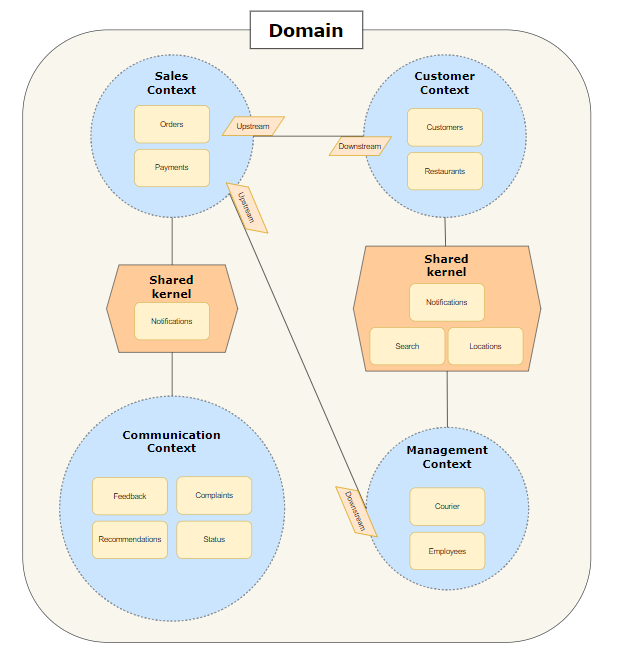 Domain
Sales
Context
Orders
Payments
Upstream
Downstream
Customer
Context
Customers
Restaurants
Upstream
Shared
kernel
Notifications
Shared
kernel
Notifications
Search
Locations
Communication
Context
Feedback
Complaints
Recommendations
Status
Downstream
Management
Context
Courier
Employees